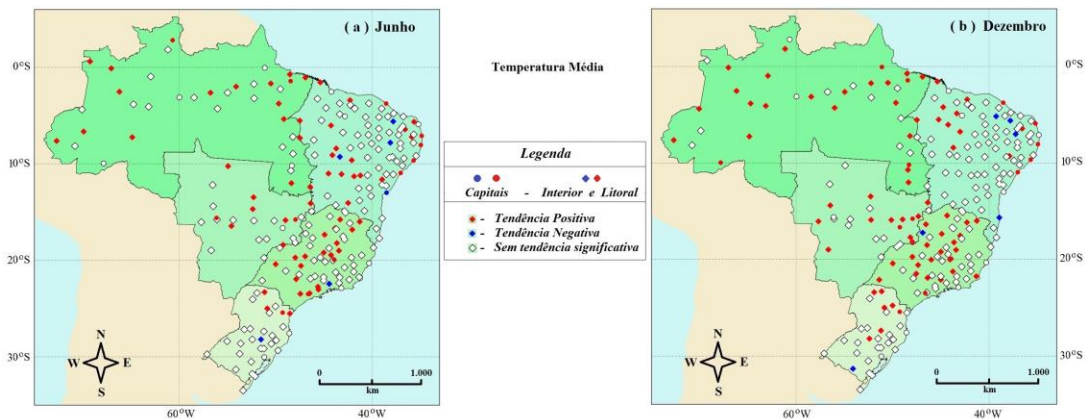 ( a ) Junho
0°S
10°S
20°S
30°S
60°W
40°W
N
W
E
S
0
1.000
km
Temperatura Média
Legenda
Capitais - Interior e Litoral
- Tendência Positiva
- Tendência Negativa
- Sem tendência significativa
( b ) Dezembro
0°S
10°S
20°S
30°S
60°W
40°W
N
W
E
S
0
1.000
km